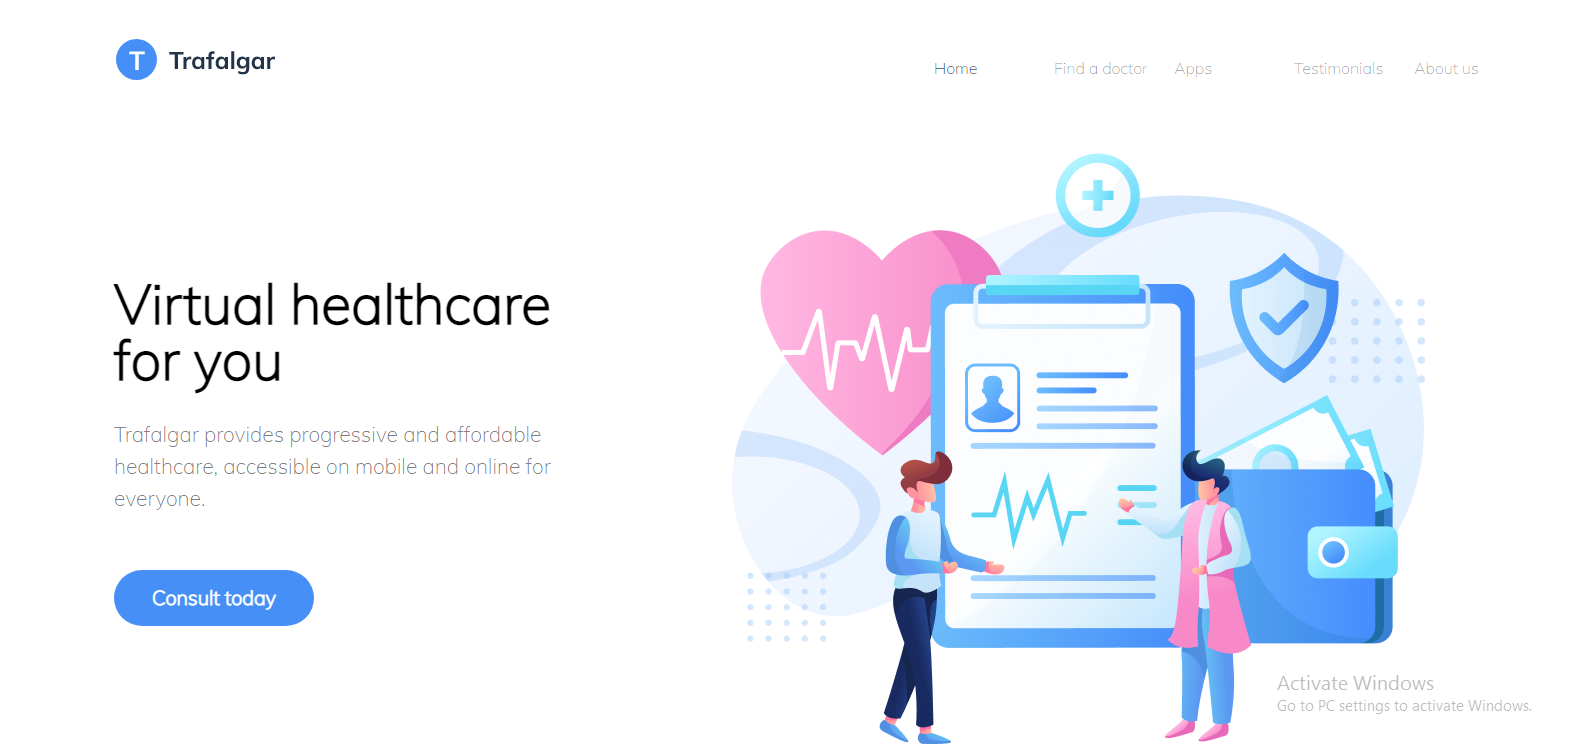 T Trafalgar
Home Find a doctor Apps Testimonials About us
Virtual healthcare
for you
Trafalgar provides progressive and affordable
healthcare, accessible on mobile and online for
everyone.
Consult today
Activate Windows
Go to PC settings to activate Windows.